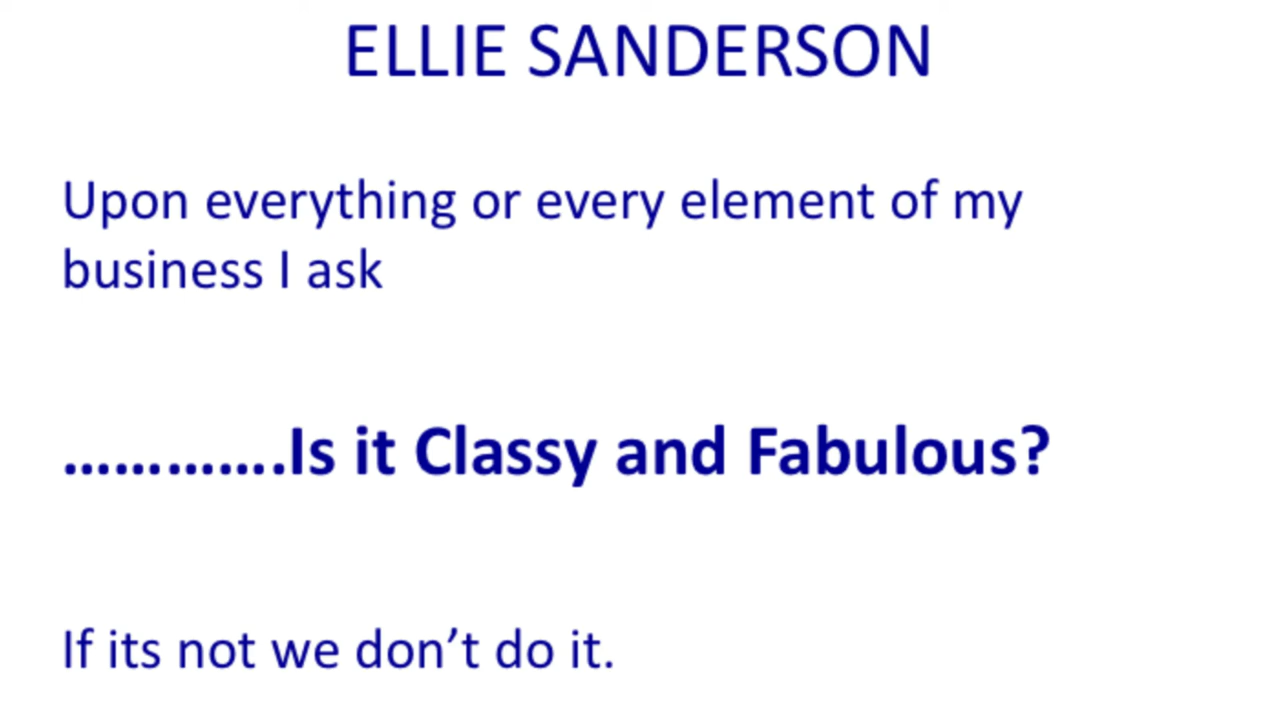 ELLIE SANDERSON
Upon everything or every element of my
business I ask
………….Is it Classy and Fabulous?
If its not we don’t do it.